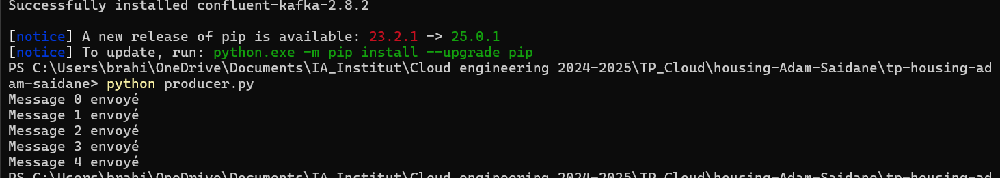 Successfully installed confluent-kafka-2.8.2
[notice] A new release of pip is available: 23.2.1 -> 25.0.1
[notice] To update, run: python.exe -m pip install --upgrade pip
PS C:\Users\brahi\OneDrive\Documents\IA_Institut\Cloud engineering 2024-2025\TP_Cloud\housing-Adam-Saidane\tp-housing-ad
am-saidane> python producer.py
Message 0 envoyé
Message 1 envoyé
Message 2 envoyé
Message 3 envoyé
Message 4 envoyé
PS C:\Users\brahi\OneDrive\Documents\IA_Institut\Cloud engineering 2024-2025\TP_Cloud\housing-Adam-Saidane\tp-housing-ad